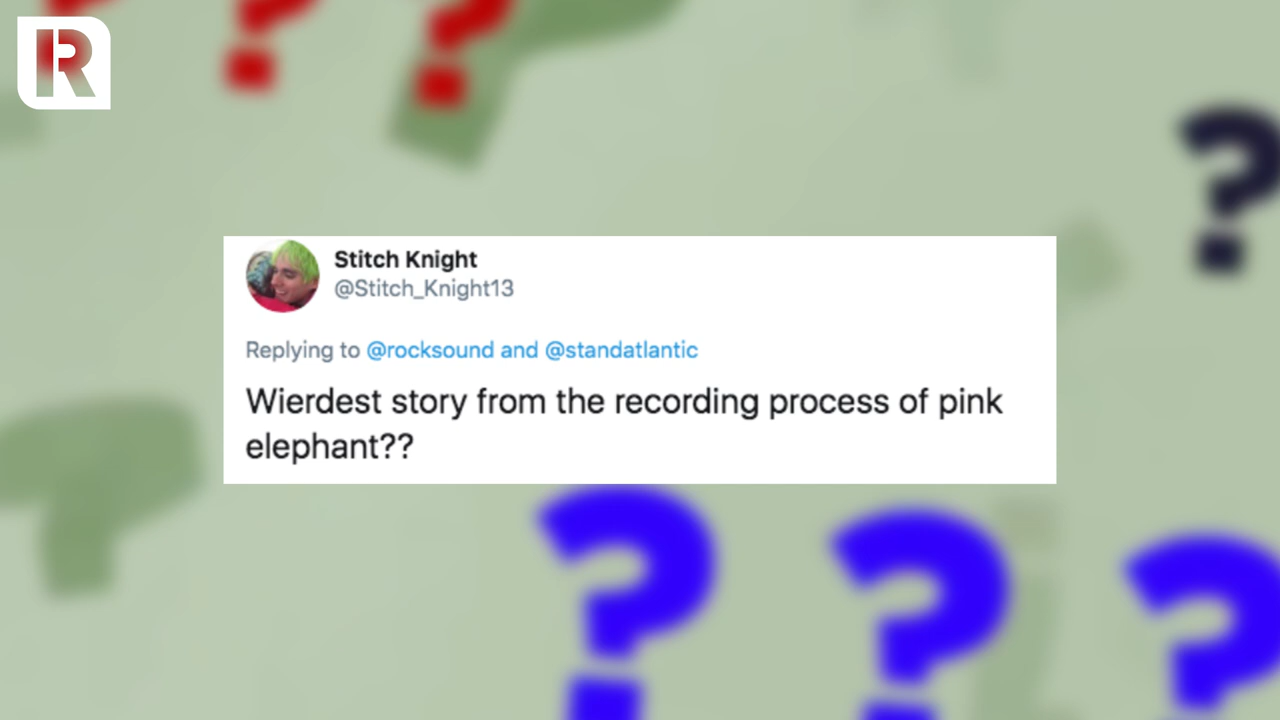 R
Stitch Knight
@Stitch_Knight13
Replying to @rocksound and @standatlantic
Wierdest story from the recording process of pink
elephant??
? ? ?
?
? ? ?